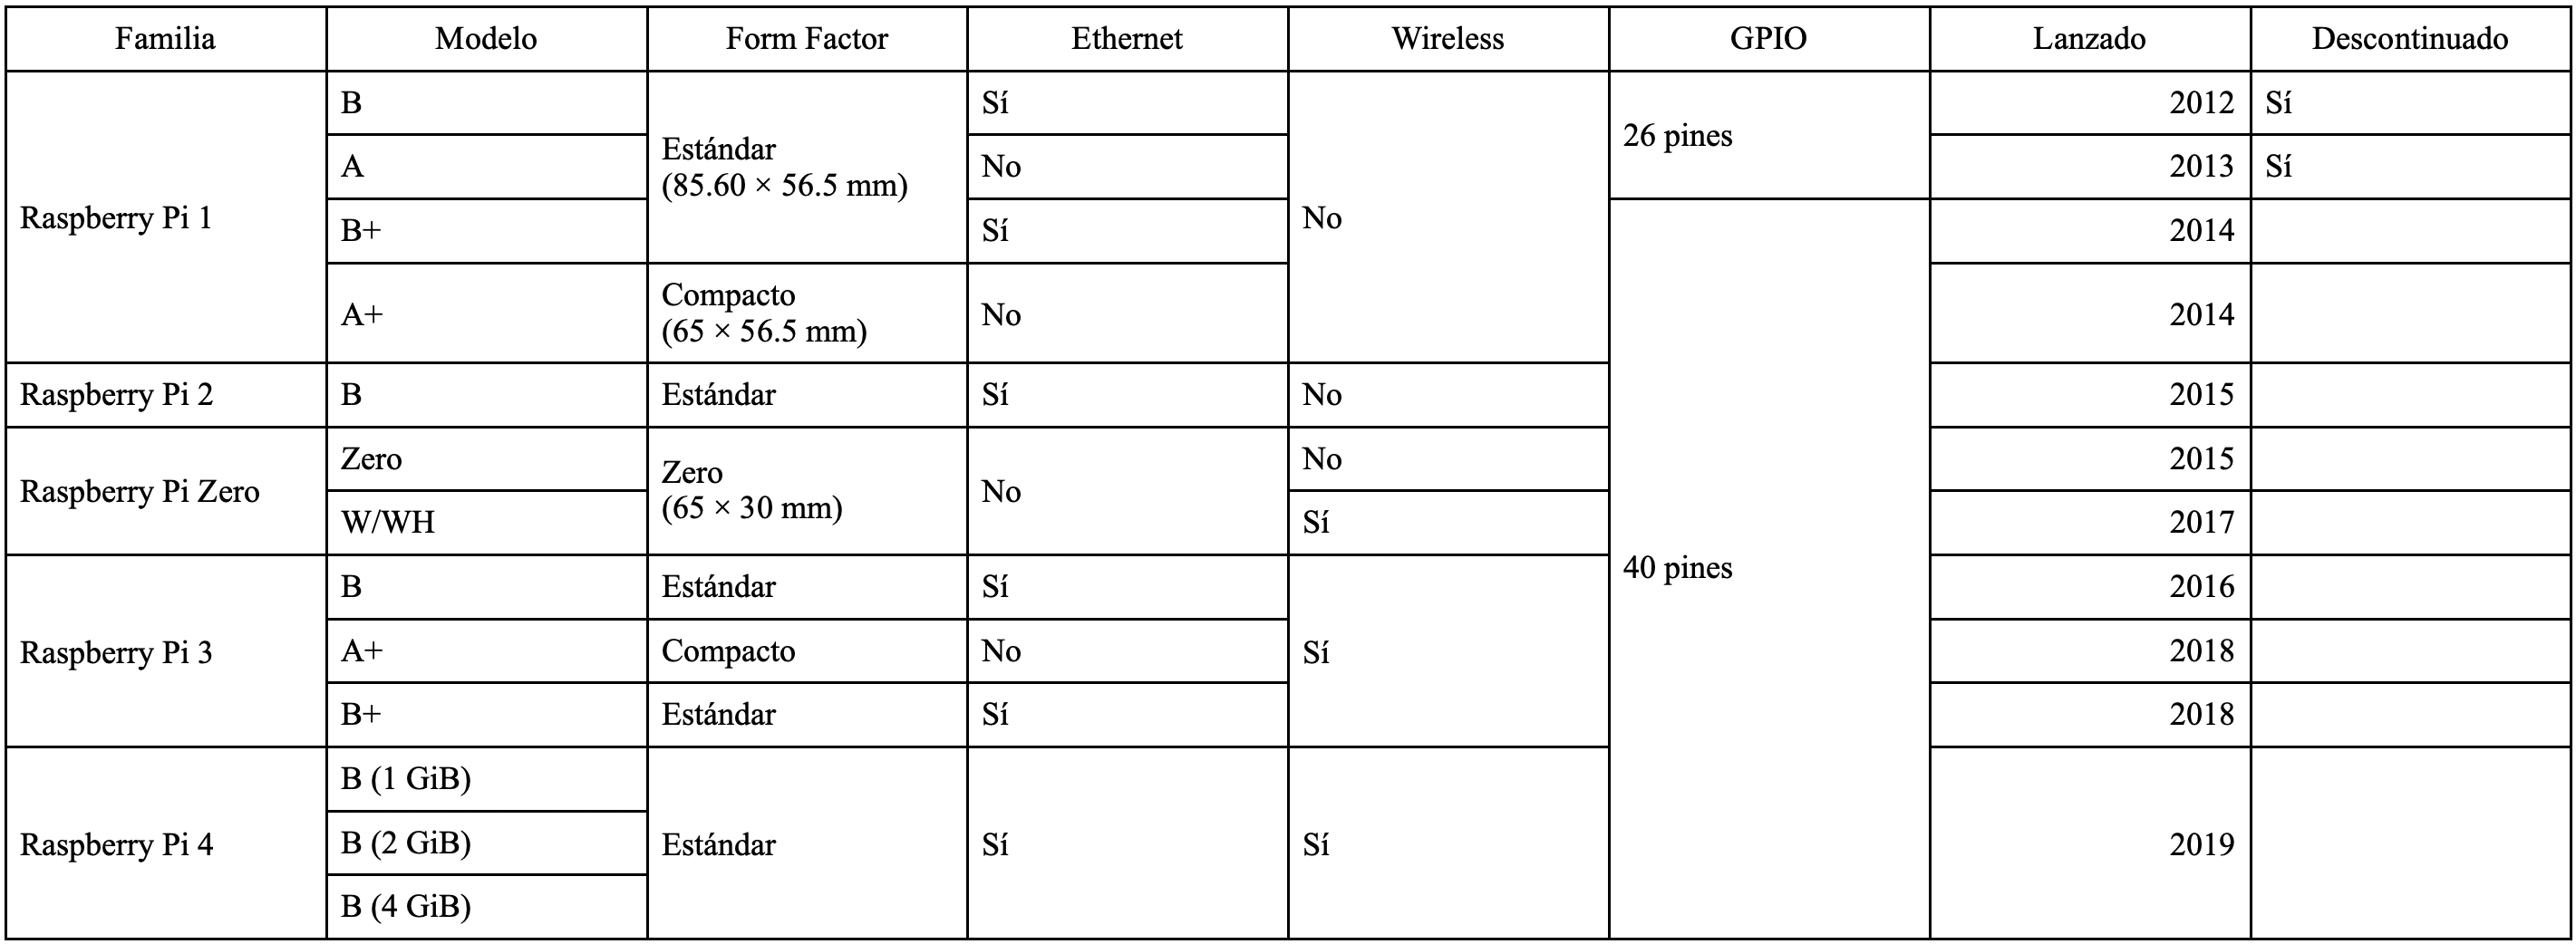 Familia Modelo Form Factor Ethernet Wireless GPIO Lanzado Descontinuado
Raspberry Pi 1 B Estándar Sí No 26 pines 2012 Sí
(85.60 × 56.5 mm)
A No 2013 Sí
B+ Sí 40 pines 2014
A+ Compacto No 2014
(65 × 56.5 mm)
Raspberry Pi 2 B Estándar Sí No 2015
Raspberry Pi Zero Zero Zero No No 2015
(65 × 30 mm)
W/WH Sí 2017
Raspberry Pi 3 B Estándar Sí Sí 2016
A+ Compacto No 2018
B+ Estándar Sí 2018
Raspberry Pi 4 B (1 GiB) Estándar Sí Sí 2019
B (2 GiB)
B (4 GiB)